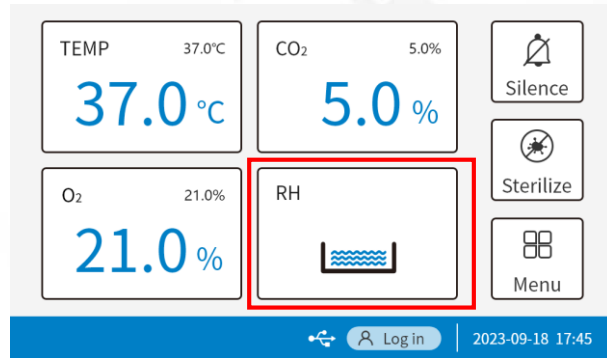 TEMP 37.0℃
37.0 ℃
CO₂ 5.0%
5.0 %
Silence
Sterilize
O₂ 21.0%
21.0 %
RH
Menu
Log in
2023-09-18 17:45